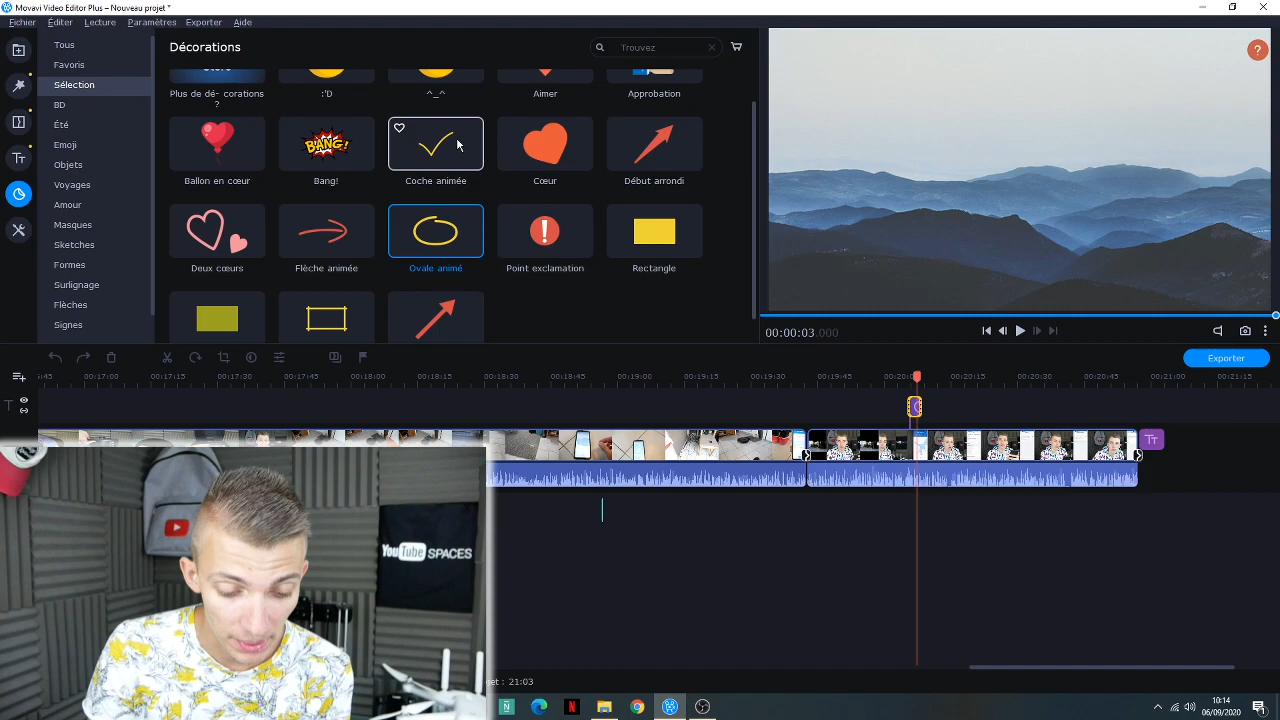 Movavi Video Editor Plus – Nouveau projet *
Fichier Éditer Lecture Paramètres Exporter Aide
Tous
Favoris
Sélection
BD
Été
Emoji
Objets
Voyages
Amour
Masques
Sketches
Formes
Surlignage
Flèches
Signes
Décorations
Trouvez
Plus de dé- corations ?
:'D
^_^
Aimer
Approbation
BANG!
Ballon en cœur
Bang!
Coche animée
Cœur
Début arrondi
Deux cœurs
Flèche animée
Ovale animé
Point exclamation
Rectangle
?
00:00:03.000
Exporter
:45 00:17:00 00:17:15 00:17:30 00:17:45 00:18:00 00:18:15 00:18:30 00:18:45 00:19:00 00:19:15 00:19:30 00:19:45 00:20: 00:20:15 00:20:30 00:20:45 00:21:00 00:21:15
Tt
YouTube SPACES
et : 21:03
10:14
06/09/2020